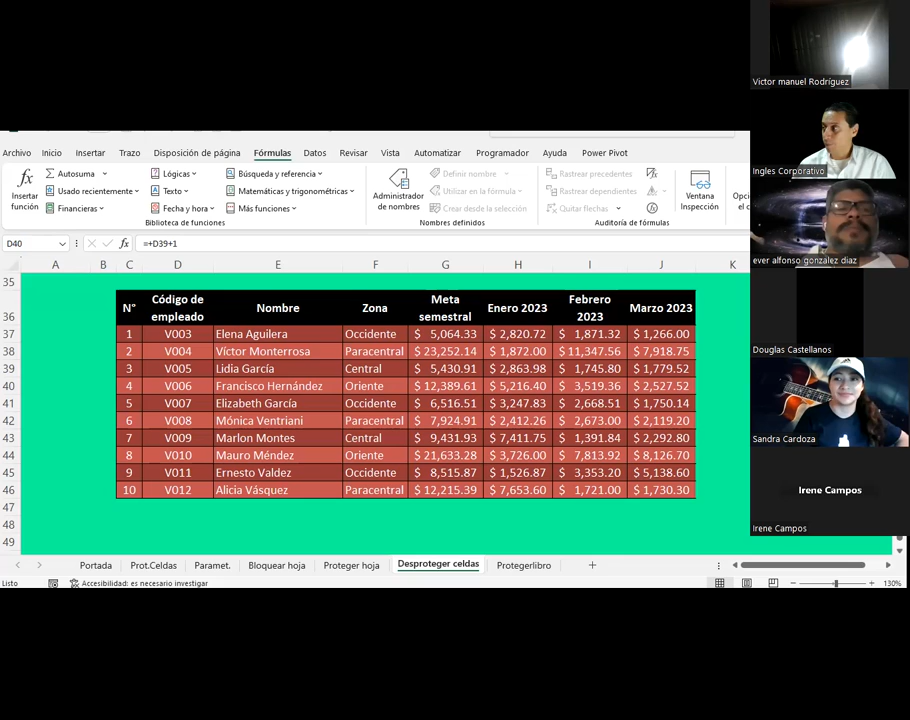 Victor manuel Rodríguez
Archivo Inicio Insertar Trazo Disposición de página Fórmulas Datos Revisar Vista Automatizar Programador Ayuda Power Pivot
Autosuma Lógicas Búsqueda y referencia Definir nombre Rastrear precedentes
Ingles Corporativo
Insertar función Usado recientemente Texto Matemáticas y trigonométricas Administrador de nombres Utilizar en la fórmula Rastrear dependientes Ventana Inspección
Financieras Fecha y hora Más funciones Crear desde la selección Quitar flechas
Biblioteca de funciones Nombres definidos Auditoría de fórmulas
D40 fx =+D39+1
ever alfonso gonzalez diaz
A B C D E F G H I J K
35
36 N° Código de empleado Nombre Zona Meta semestral Enero 2023 Febrero 2023 Marzo 2023
37 1 V003 Elena Aguilera Occidente $ 5,064.33 $ 2,820.72 $ 1,871.32 $ 1,266.00
38 2 V004 Víctor Monterrosa Paracentral $ 23,252.14 $ 1,872.00 $ 11,347.56 $ 7,918.75
Douglas Castellanos
39 3 V005 Lidia García Central $ 5,430.91 $ 2,863.98 $ 1,745.80 $ 1,779.52
40 4 V006 Francisco Hernández Oriente $ 12,389.61 $ 5,216.40 $ 3,519.36 $ 2,527.52
41 5 V007 Elizabeth García Occidente $ 6,516.51 $ 3,247.83 $ 2,668.51 $ 1,750.14
42 6 V008 Mónica Ventriani Paracentral $ 7,924.91 $ 2,412.26 $ 2,673.00 $ 2,119.20
43 7 V009 Marlon Montes Central $ 9,431.93 $ 7,411.75 $ 1,391.84 $ 2,292.80
Sandra Cardoza
44 8 V010 Mauro Méndez Oriente $ 21,633.28 $ 3,726.00 $ 7,813.92 $ 8,126.70
45 9 V011 Ernesto Valdez Occidente $ 8,515.87 $ 1,526.87 $ 3,353.20 $ 5,138.60
46 10 V012 Alicia Vásquez Paracentral $ 12,215.39 $ 7,653.60 $ 1,721.00 $ 1,730.30
Irene Campos
47
48
Irene Campos
49
Portada Prot.Celdas Paramet. Bloquear hoja Proteger hoja Desproteger celdas Protegerlibro
Listo Accesibilidad: es necesario investigar 130%